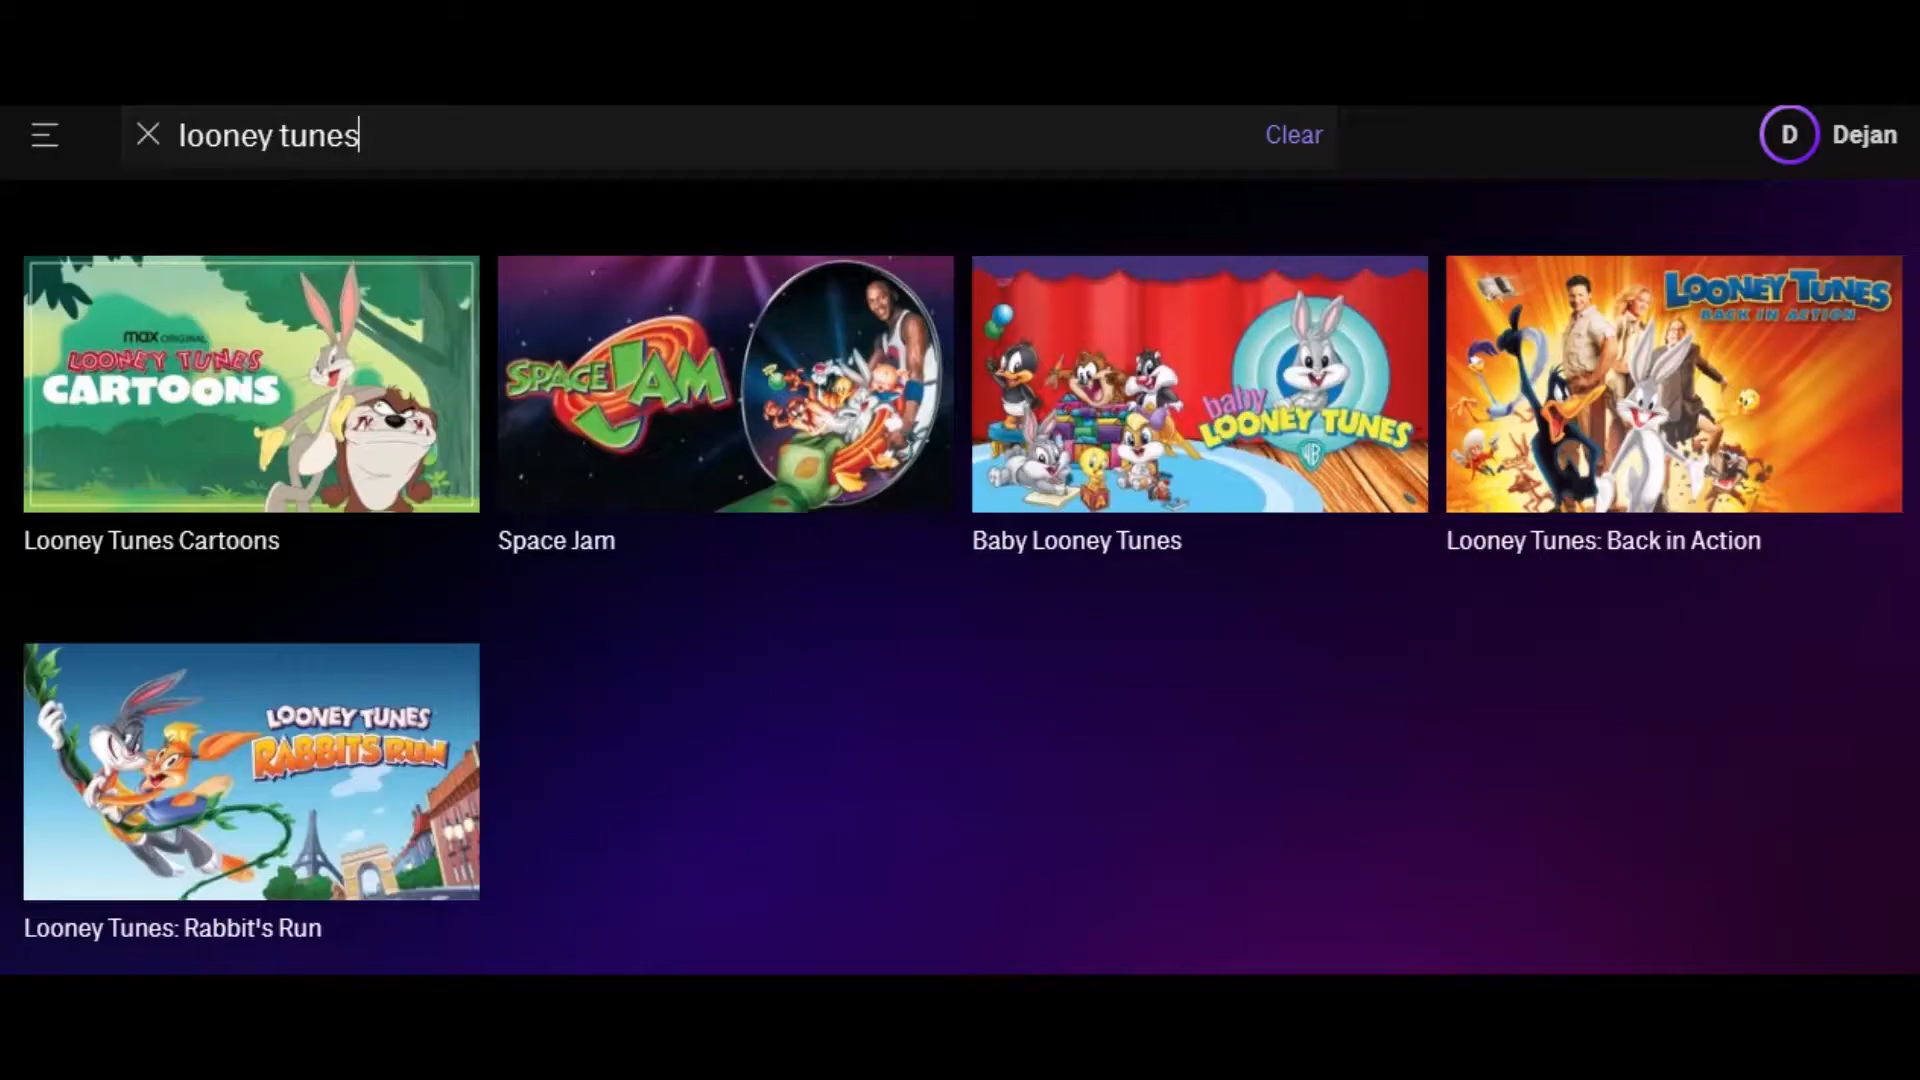 looney tunes
Clear
D
Dejan
max ORIGINAL
LOONEY TUNES
CARTOONS
SPACE JAM
baby
LOONEY TUNES
WB
LOONEY TUNES
BACK IN ACTION
Looney Tunes Cartoons
Space Jam
Baby Looney Tunes
Looney Tunes: Back in Action
LOONEY TUNES
RABBITS RUN
Looney Tunes: Rabbit's Run